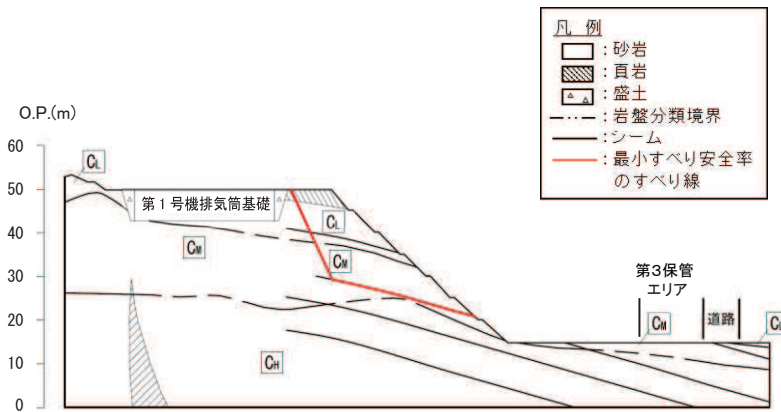 凡 例
：砂岩
：頁岩
：盛土
：岩盤分類境界
：シーム
：最小すべり安全率
のすべり線
O.P.(m)
60
50
40
30
20
10
0
CL
第1号機排気筒基礎
CL
CM
CM
CH
第3保管
エリア
CM
道路